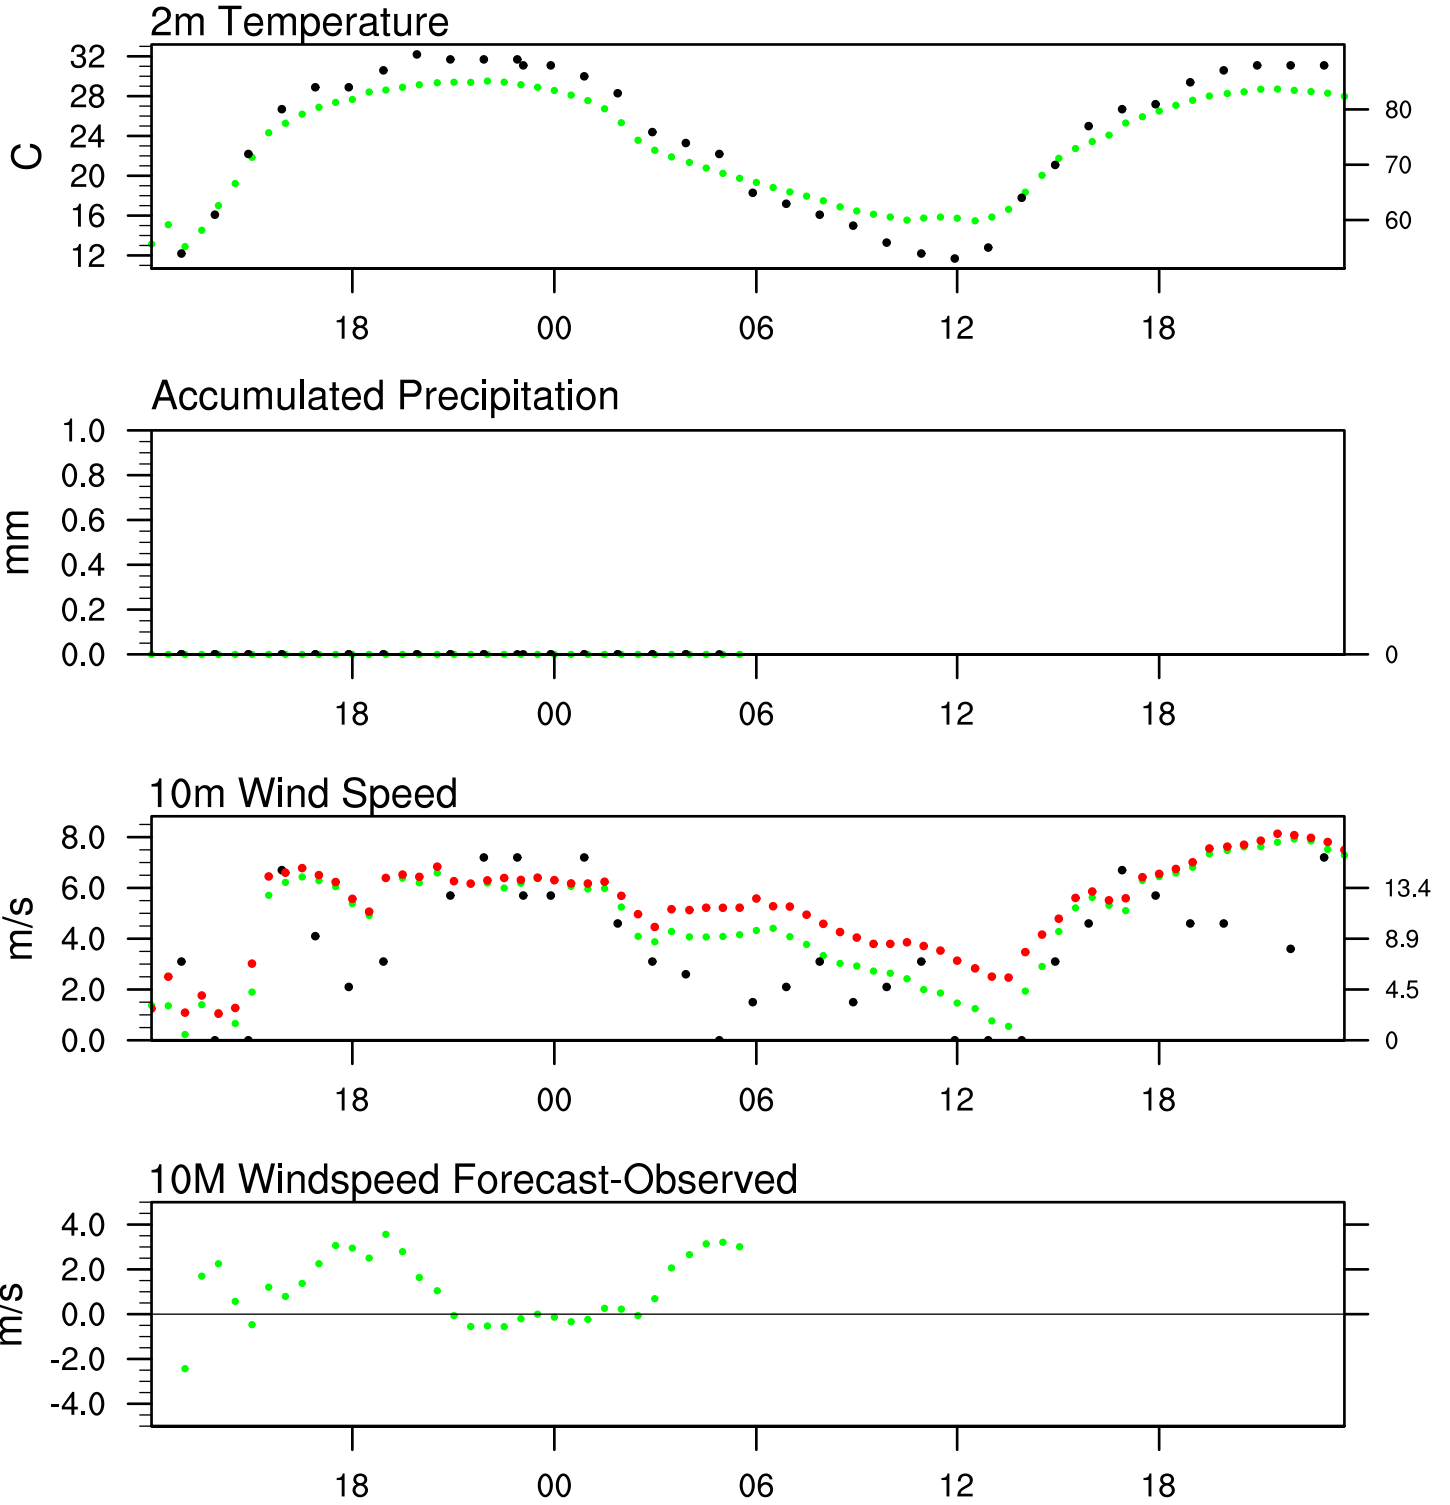 2m Temperature
32
28
24
20
16
12
C
80
70
60
18 00 06 12 18
Accumulated Precipitation
1.0
0.8
0.6
0.4
0.2
0.0
mm
0
18 00 06 12 18
10m Wind Speed
8.0
6.0
4.0
2.0
0.0
m/s
13.4
8.9
4.5
0
18 00 06 12 18
10M Windspeed Forecast-Observed
4.0
2.0
0.0
-2.0
-4.0
m/s
18 00 06 12 18